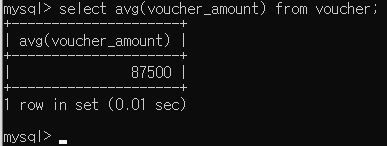 mysql> select avg(voucher_amount) from voucher;
+---------------------+
| avg(voucher_amount) |
+---------------------+
|               87500 |
+---------------------+
1 row in set (0.01 sec)
mysql> _